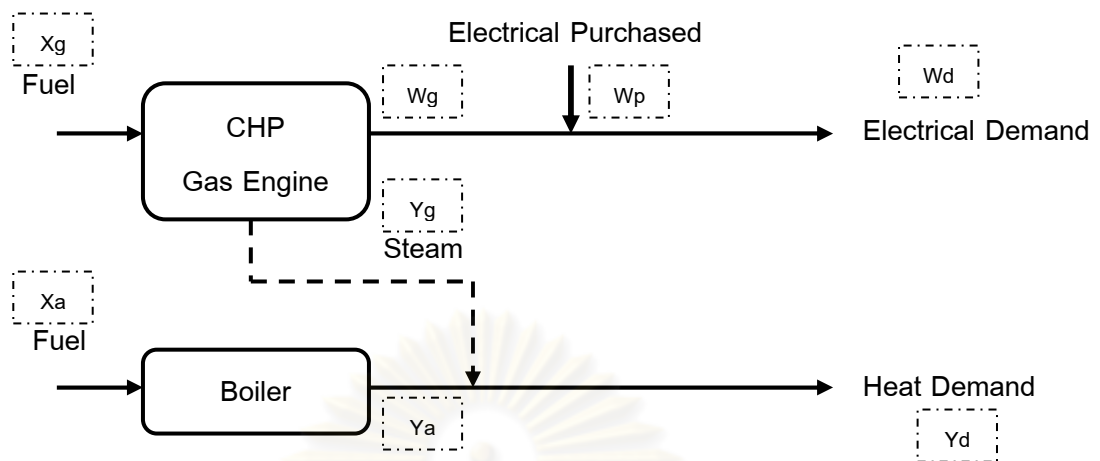 Xg
Fuel
Electrical Purchased
CHP
Gas Engine
Wg
Wp
Wd
Electrical Demand
Yg
Steam
Xa
Fuel
Boiler
Ya
Heat Demand
Yd